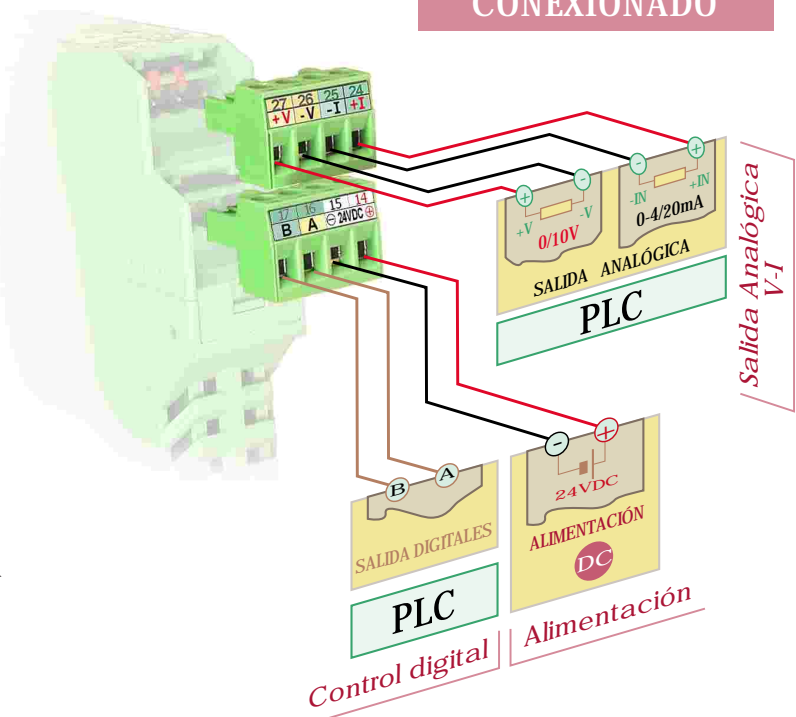 CONEXIONADO
27 26 25 24
+V -V -I +I
17 16 15 14
B A ⊖ 24VDC ⊕
+ - - +
+V -V -IN +IN
0/10V 0-4/20mA
SALIDA ANALÓGICA
PLC
Salida Analógica
V-I
- +
24VDC
ALIMENTACIÓN
DC
Alimentación
B A
SALIDA DIGITALES
PLC
Control digital